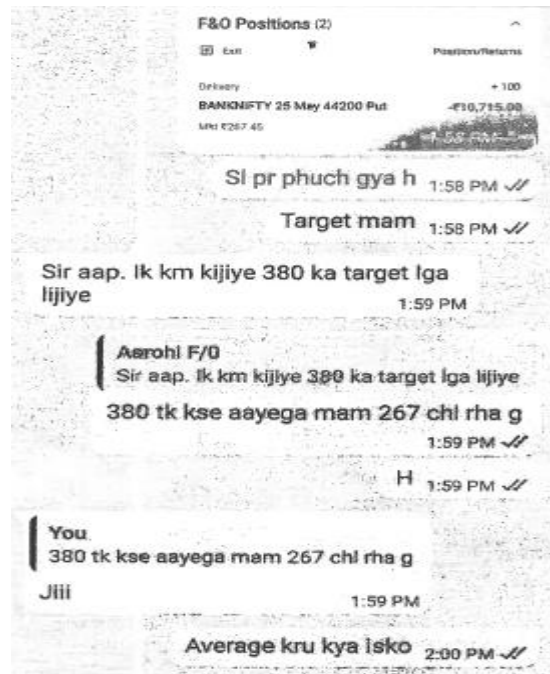 F&O Positions (2)
Exit
Position/Returns
Delivery
+ 100
BANKNIFTY 25 May 44200 Put
-₹10,715.00
Mkt ₹267.45
Sl pr phuch gya h 1:58 PM
Target mam 1:58 PM
Sir aap. Ik km kijiye 380 ka target lga
lijiye
1:59 PM
Aarohi F/0
Sir aap. Ik km kijiye 380 ka target lga lijiye
380 tk kse aayega mam 267 chl rha g
1:59 PM
H 1:59 PM
You
380 tk kse aayega mam 267 chl rha g
Jiii
1:59 PM
Average kru kya isko 2:00 PM